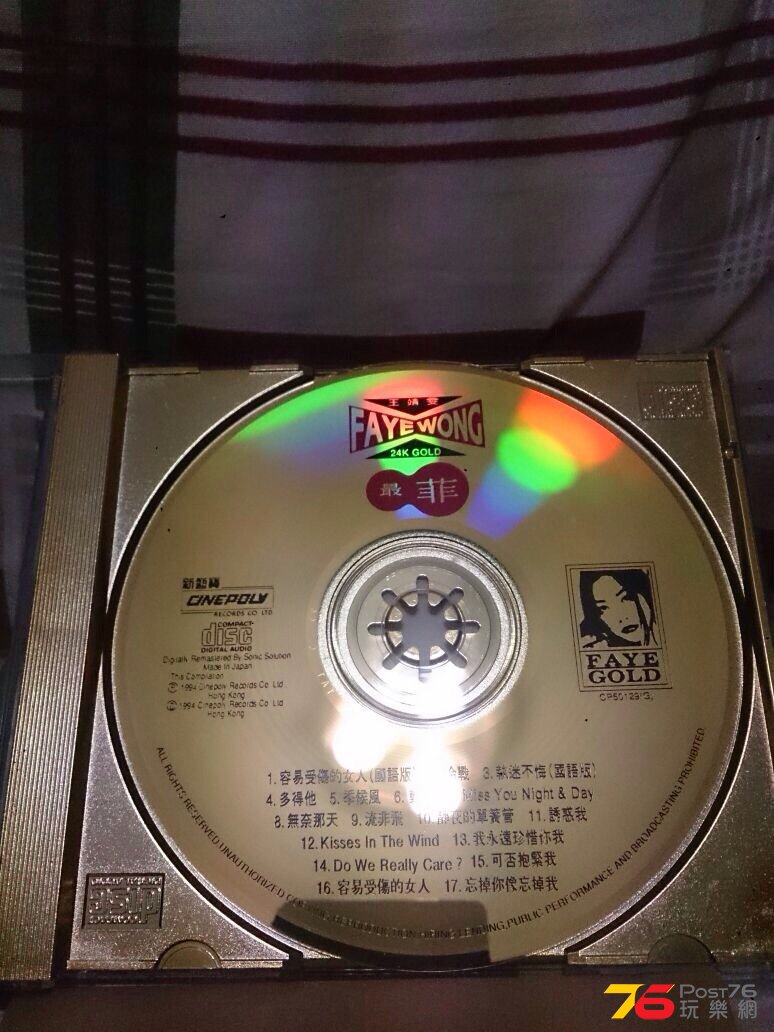 王靖雯
FAYE WONG
24K GOLD
最 菲
新藝寶
CINEPOLY
RECORDS CO LTD
COMPACT
disc
DIGITAL AUDIO
Digitally Remastered By Sonic Solution
Made In Japan
This Compilation
Ⓟ 1994 Cinepoly Records Co Ltd
Hong Kong
© 1994 Cinepoly Records Co Ltd
Hong Kong
FAYE
GOLD
1. 容易受傷的女人(國語版) 3. 執迷不悔(國語版)
4. 多得他 5. 季候風 6. Miss You Night & Day
8. 無奈那天 9. 流非飛 10. 的單簧管 11. 誘惑我
12. Kisses In The Wind 13. 我永遠珍惜你我
14. Do We Really Care? 15. 可否抱緊我
16. 容易受傷的女人 17. 忘掉你像忘掉我
ALL RIGHTS RESERVED. UNAUTHORIZED LENDING, PUBLIC PERFORMANCE AND BROADCASTING PROHIBITED.
76 POST76
玩樂網